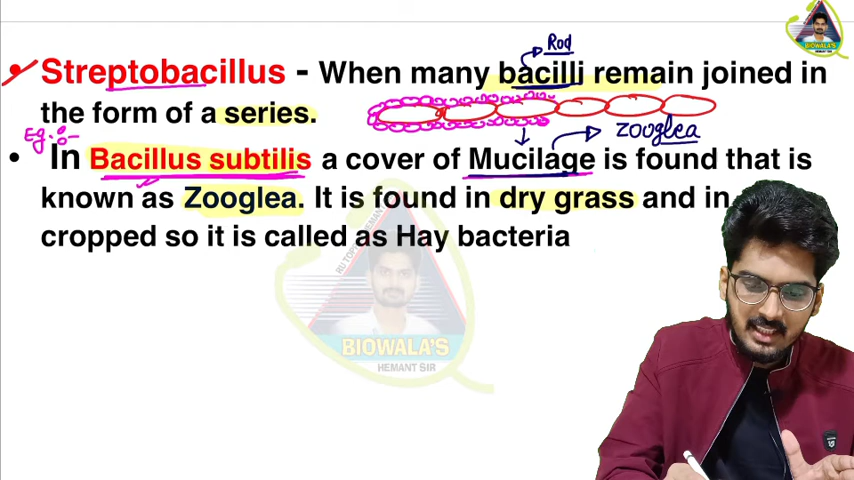 Rod
• Streptobacillus - When many bacilli remain joined in
the form of a series.
Eg:-
zooglea
• In Bacillus subtilis a cover of Mucilage is found that is
known as Zooglea. It is found in dry grass and in
cropped so it is called as Hay bacteria
BIOWALA'S
HEMANT SIR
BIOWALA'S